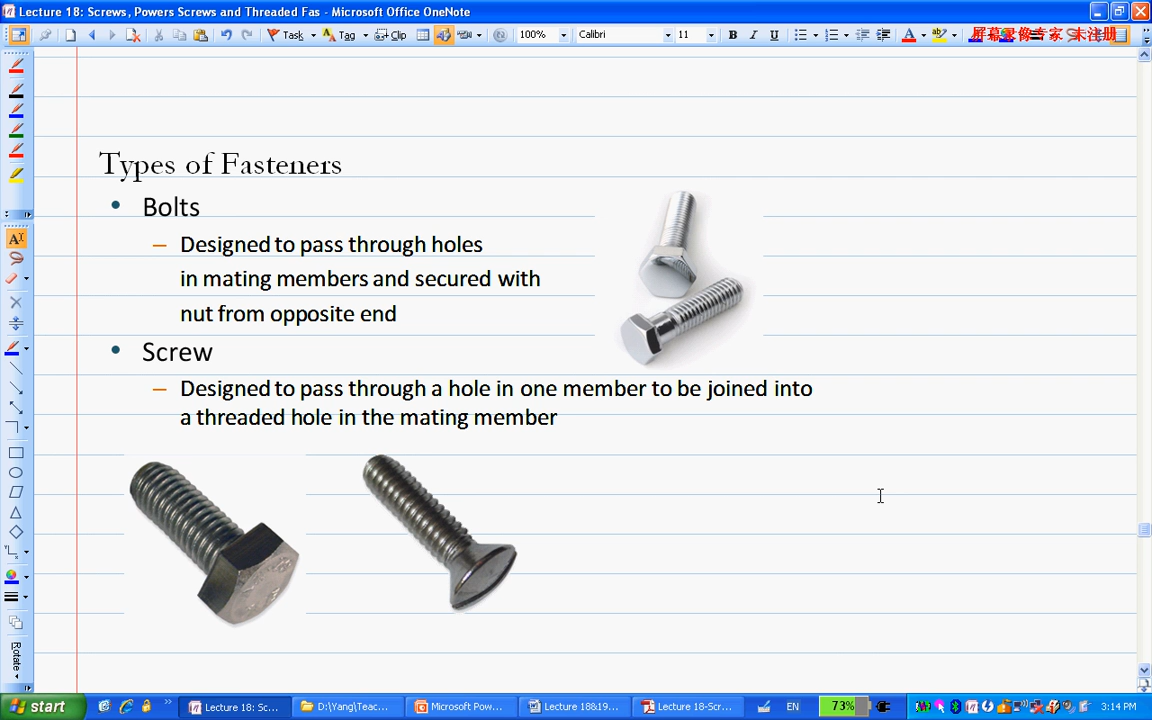 Lecture 18: Screws, Powers Screws and Threaded Fas - Microsoft Office OneNote
Task
Tag
Clip
100%
Calibri
11
B
I
U
屏幕录像专家 未注册
Types of Fasteners
• Bolts
– Designed to pass through holes
in mating members and secured with
nut from opposite end
• Screw
– Designed to pass through a hole in one member to be joined into
a threaded hole in the mating member
Rotate
start
Lecture 18: Sc...
D:\Yang\Teac...
Microsoft Pow...
Lecture 18&19...
Lecture 18-Scr...
EN
73%
3:14 PM